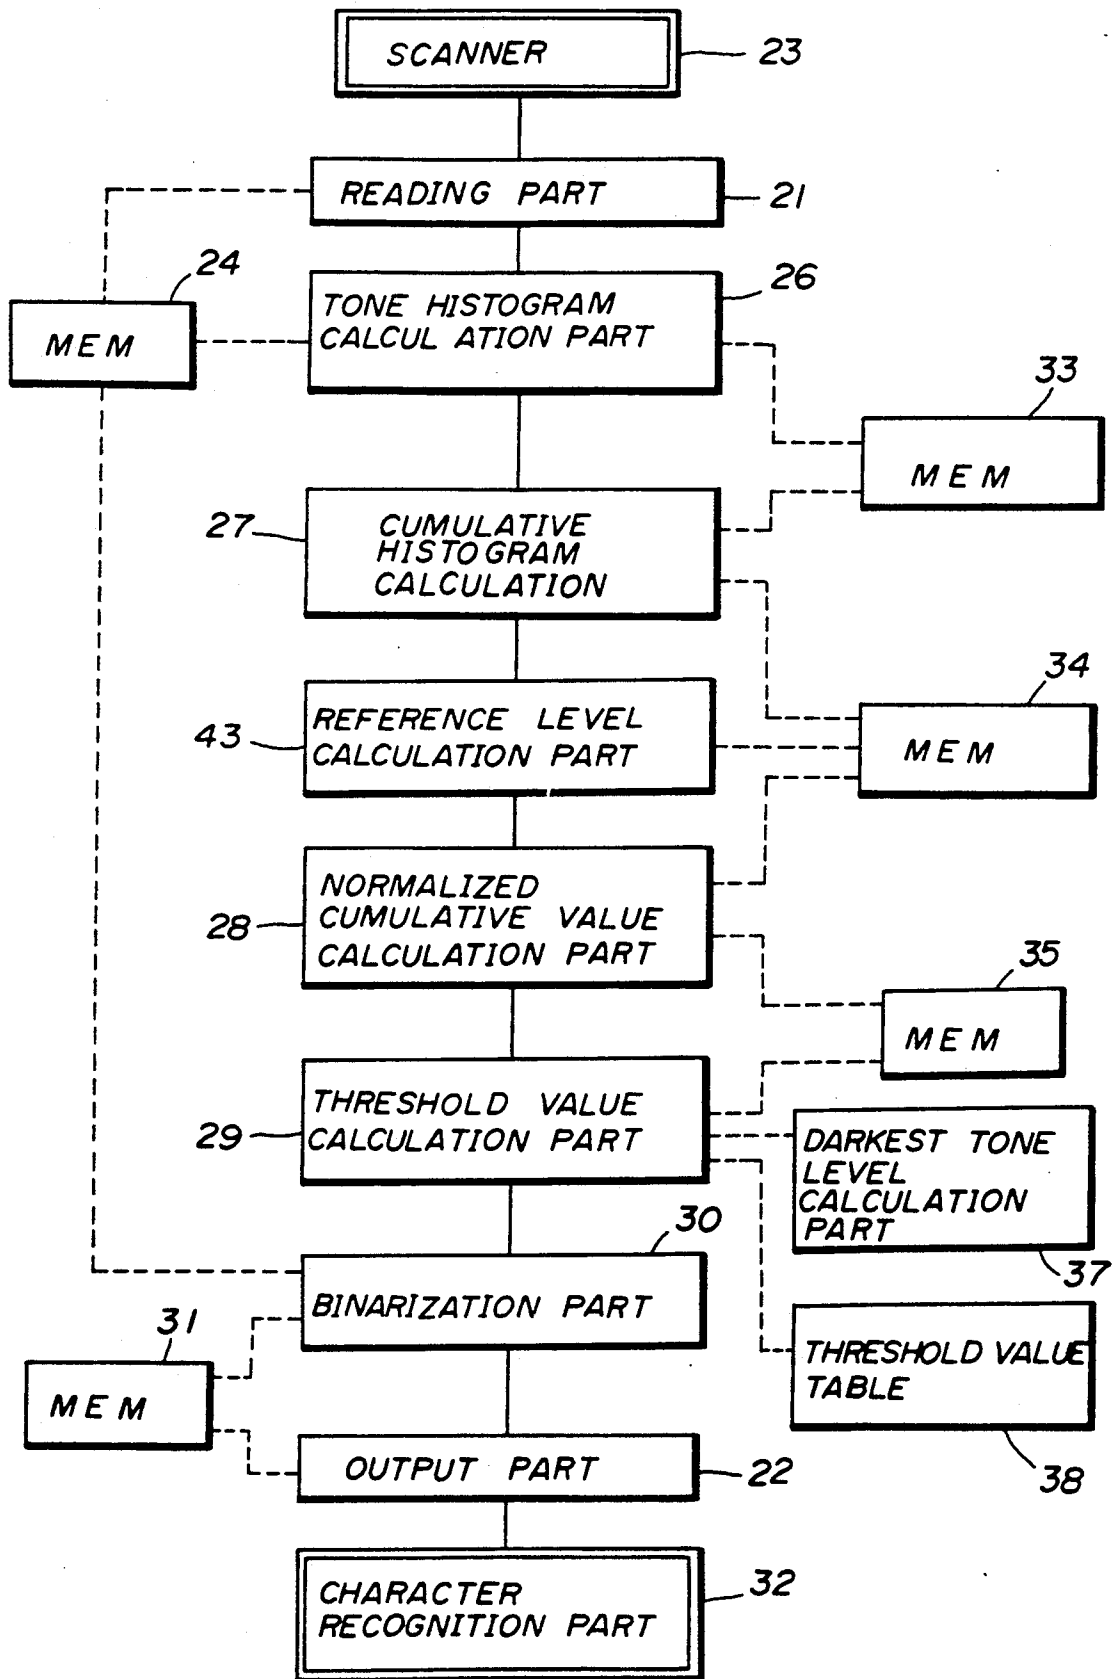 SCANNER
23
READING PART
21
24
MEM
TONE HISTOGRAM
CALCUL ATION PART
26
33
MEM
27
CUMULATIVE
HISTOGRAM
CALCULATION
34
MEM
43
REFERENCE LEVEL
CALCULATION PART
28
NORMALIZED
CUMULATIVE VALUE
CALCULATION PART
35
MEM
29
THRESHOLD VALUE
CALCULATION PART
DARKEST TONE
LEVEL
CALCULATION
PART
37
30
BINARIZATION PART
31
MEM
THRESHOLD VALUE
TABLE
38
OUTPUT PART
22
CHARACTER
RECOGNITION PART
32